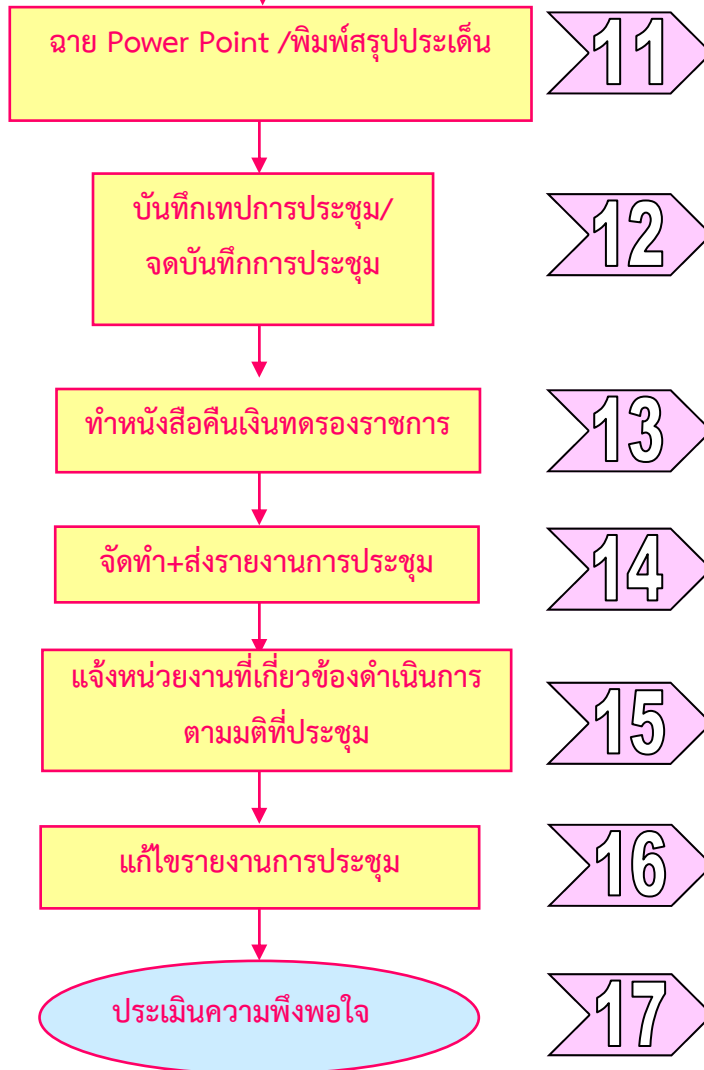 ฉาย Power Point /พิมพ์สรุปประเด็น
11
บันทึกเทปการประชุม/
จดบันทึกการประชุม
12
ทำหนังสือคืนเงินทดรองราชการ
13
จัดทำ+ส่งรายงานการประชุม
14
แจ้งหน่วยงานที่เกี่ยวข้องดำเนินการ
ตามมติที่ประชุม
15
แก้ไขรายงานการประชุม
16
ประเมินความพึงพอใจ
17